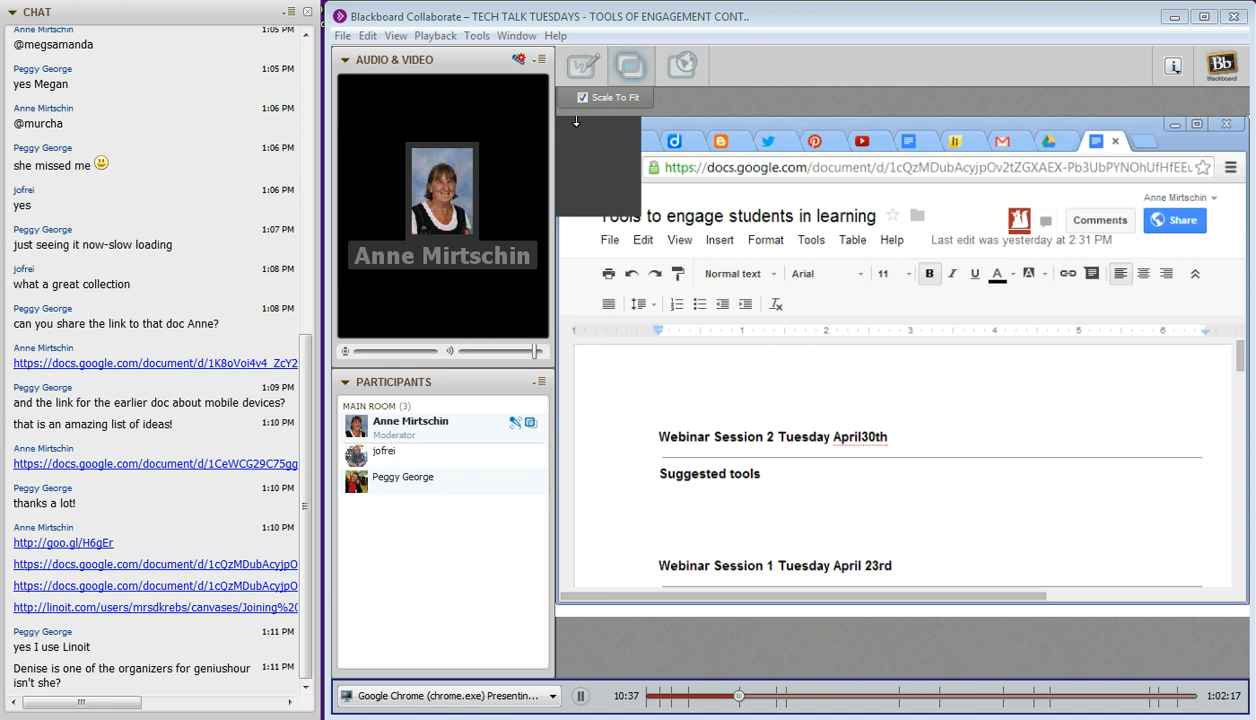 CHAT
Anne Mirtschin 1:05 PM
@megsamanda
Peggy George 1:05 PM
yes Megan
Anne Mirtschin 1:06 PM
@murcha
Peggy George 1:06 PM
she missed me
jofrei 1:06 PM
yes
Peggy George 1:07 PM
just seeing it now-slow loading
jofrei 1:08 PM
what a great collection
Peggy George 1:08 PM
can you share the link to that doc Anne?
Anne Mirtschin
https://docs.google.com/document/d/1K8oVoi4v4_ZcY2
Peggy George 1:09 PM
and the link for the earlier doc about mobile devices?
that is an amazing list of ideas! 1:10 PM
Anne Mirtschin
https://docs.google.com/document/d/1CeWCG29C75gg
Peggy George 1:10 PM
thanks a lot!
Anne Mirtschin 1:10 PM
http://goo.gl/H6gEr
https://docs.google.com/document/d/1cQzMDubAcyjpO
https://docs.google.com/document/d/1cQzMDubAcyjpO
http://linoit.com/users/mrsdkrebs/canvases/Joining%20
Peggy George 1:11 PM
yes I use Linoit
Denise is one of the organizers for geniushour 1:11 PM
isn't she?
Blackboard Collaborate – TECH TALK TUESDAYS - TOOLS OF ENGAGEMENT CONT..
File Edit View Playback Tools Window Help
AUDIO & VIDEO
Anne Mirtschin
PARTICIPANTS
MAIN ROOM (3)
Anne Mirtschin
Moderator
jofrei
Peggy George
Scale To Fit
Bb
Blackboard
https://docs.google.com/document/d/1cQzMDubAcyjpOv2tZGXAEX-Pb3UbPYNOhUfHfEEu
Anne Mirtschin
Tools to engage students in learning
Comments
Share
File Edit View Insert Format Tools Table Help Last edit was yesterday at 2:31 PM
Normal text Arial 11 B I U A A
1 1 2 3 4 5 6
Webinar Session 2 Tuesday April30th
Suggested tools
Webinar Session 1 Tuesday April 23rd
Google Chrome (chrome.exe) Presentin... 10:37 1:02:17